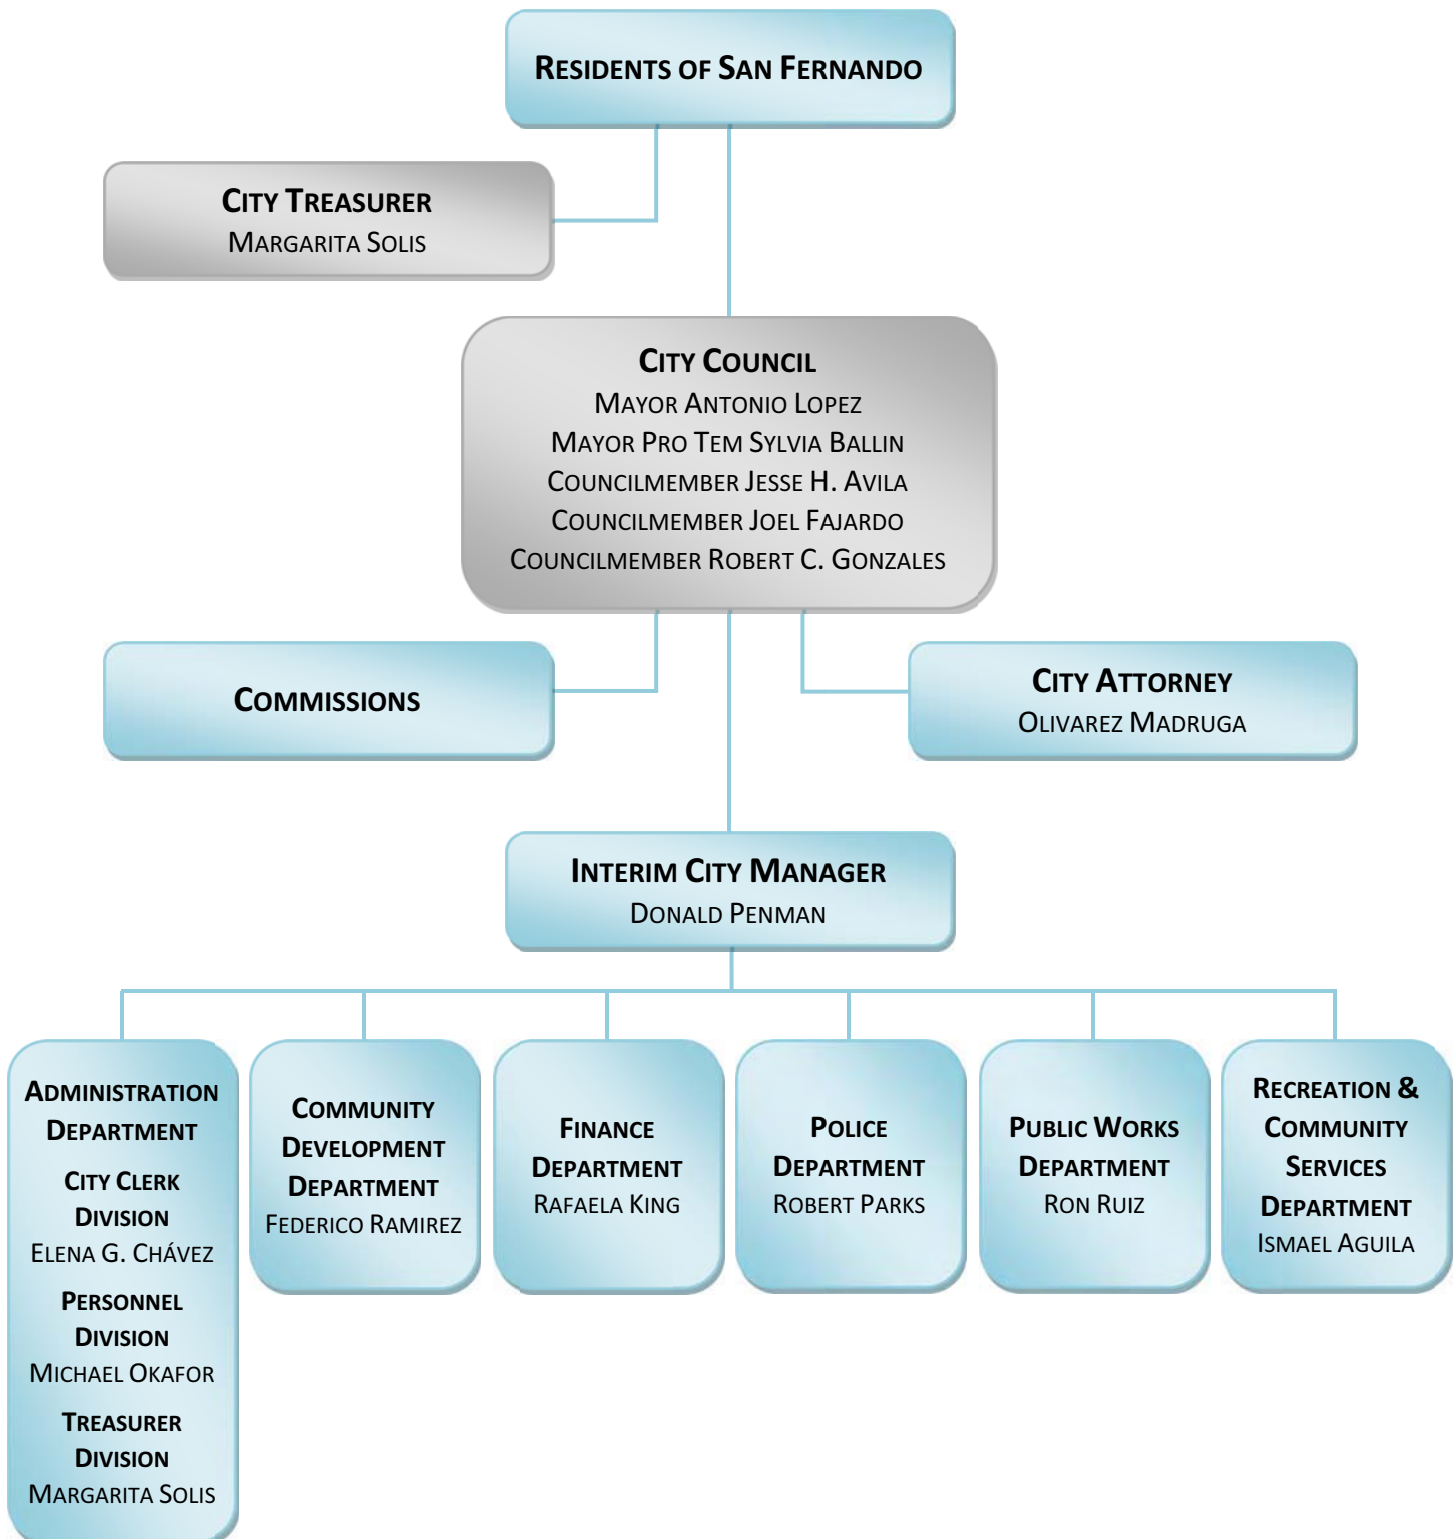 RESIDENTS OF SAN FERNANDO
CITY TREASURER
MARGARITA SOLIS
CITY COUNCIL
MAYOR ANTONIO LOPEZ
MAYOR PRO TEM SYLVIA BALLIN
COUNCILMEMBER JESSE H. AVILA
COUNCILMEMBER JOEL FAJARDO
COUNCILMEMBER ROBERT C. GONZALES
COMMISSIONS
CITY ATTORNEY
OLIVAREZ MADRUGA
INTERIM CITY MANAGER
DONALD PENMAN
ADMINISTRATION
DEPARTMENT
CITY CLERK
DIVISION
ELENA G. CHÁVEZ
PERSONNEL
DIVISION
MICHAEL OKAFOR
TREASURER
DIVISION
MARGARITA SOLIS
COMMUNITY
DEVELOPMENT
DEPARTMENT
FEDERICO RAMIREZ
FINANCE
DEPARTMENT
RAFAELA KING
POLICE
DEPARTMENT
ROBERT PARKS
PUBLIC WORKS
DEPARTMENT
RON RUIZ
RECREATION &
COMMUNITY
SERVICES
DEPARTMENT
ISMAEL AGUILA